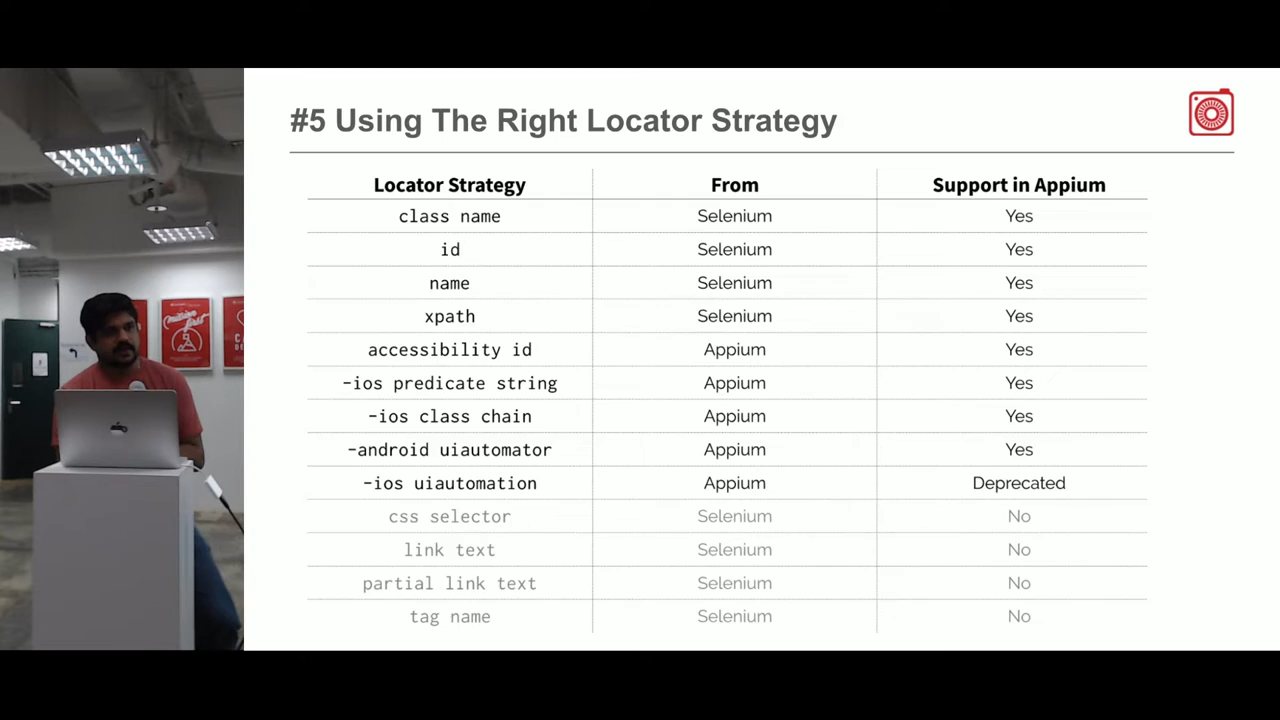 #5 Using The Right Locator Strategy
Locator Strategy From Support in Appium
class name Selenium Yes
id Selenium Yes
name Selenium Yes
xpath Selenium Yes
accessibility id Appium Yes
-ios predicate string Appium Yes
-ios class chain Appium Yes
-android uiautomator Appium Yes
-ios uiautomation Appium Deprecated
css selector Selenium No
link text Selenium No
partial link text Selenium No
tag name Selenium No